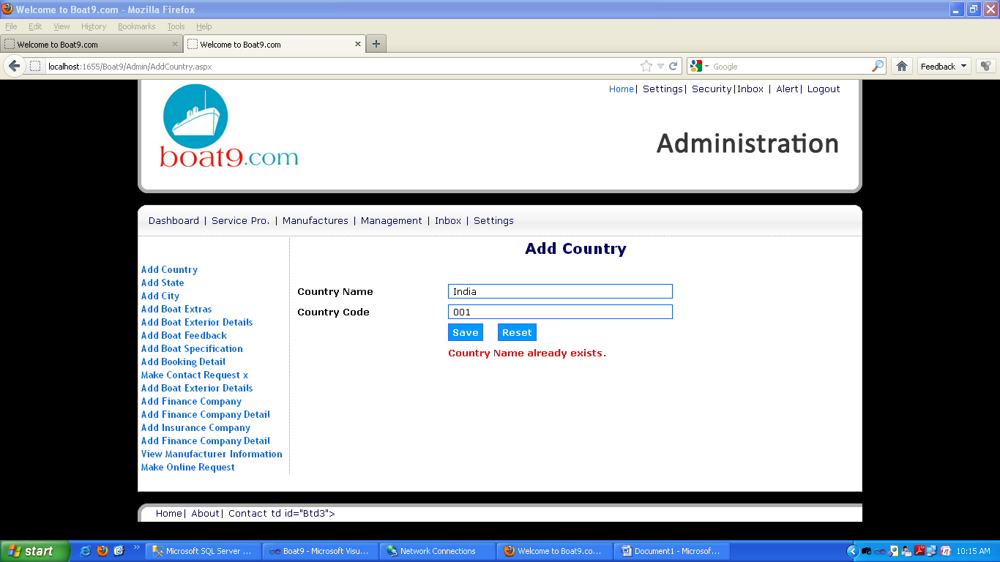 Welcome to Boat9.com - Mozilla Firefox
File Edit View History Bookmarks Tools Help
Welcome to Boat9.com
Welcome to Boat9.com
localhost:1655/Boat9/Admin/AddCountry.aspx
Google
Feedback
Home| Settings| Security|Inbox | Alert| Logout
boat9.com
Administration
Dashboard | Service Pro. | Manufactures | Management | Inbox | Settings
Add Country
Add Country
Add State
Add City
Add Boat Extras
Add Boat Exterior Details
Add Boat Feedback
Add Boat Specification
Add Booking Detail
Make Contact Request x
Add Boat Exterior Details
Add Finance Company
Add Finance Company Detail
Add Insurance Company
Add Finance Company Detail
View Manufacturer Information
Make Online Request
Country Name India
Country Code 001
Save Reset
Country Name already exists.
Home| About| Contact td id="Btd3">
start
Microsoft SQL Server ...
Boat9 - Microsoft Visu...
Network Connections
Welcome to Boat9.co...
Document1 - Microsof...
10:15 AM